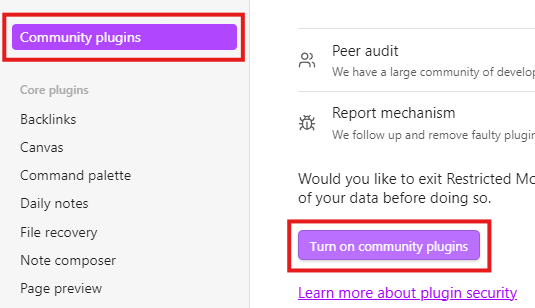 Community plugins
Core plugins
Backlinks
Canvas
Command palette
Daily notes
File recovery
Note composer
Page preview
Peer audit
We have a large community of develop
Report mechanism
We follow up and remove faulty plugin
Would you like to exit Restricted Mo
of your data before doing so.
Turn on community plugins
Learn more about plugin security